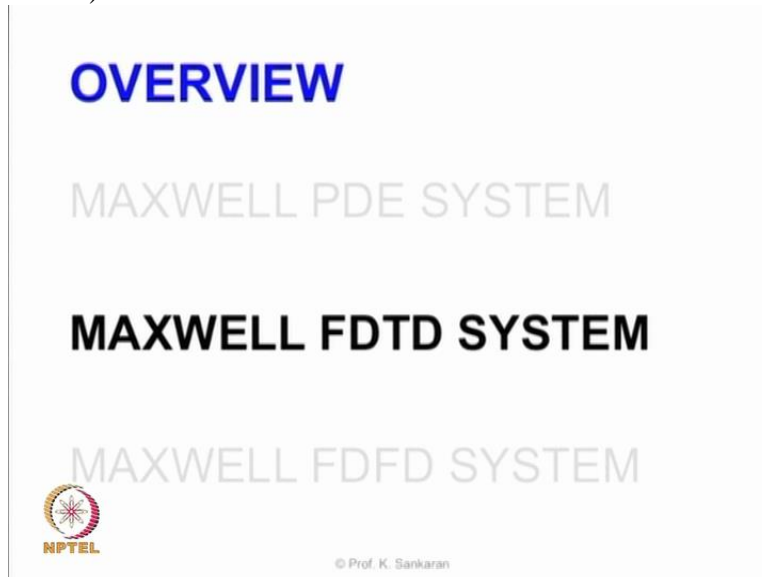 OVERVIEW
MAXWELL PDE SYSTEM
MAXWELL FDTD SYSTEM
MAXWELL FDFD SYSTEM
NPTEL
© Prof. K. Sankaran